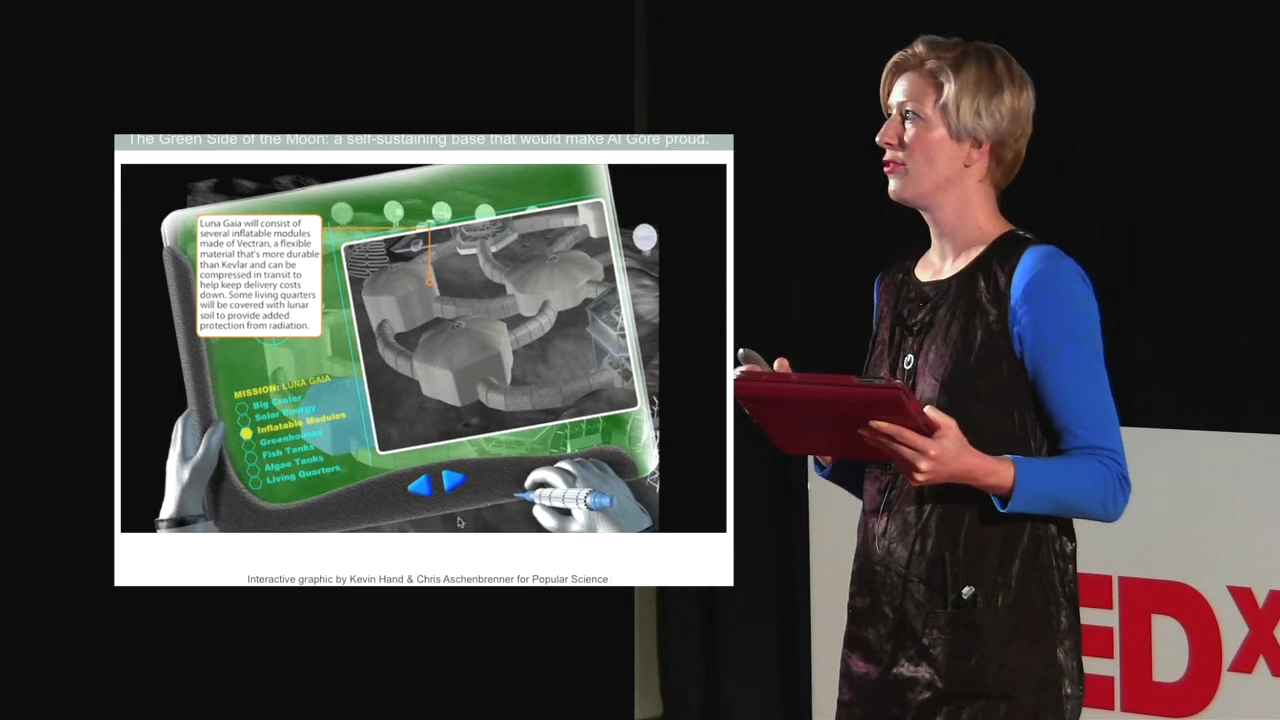 The Green Side of the Moon: a self-sustaining base that would make Al Gore proud.
Luna Gaia will consist of
several inflatable modules
made of Vectran, a flexible
material that's more durable
than Kevlar and can be
compressed in transit to
help keep delivery costs
down. Some living quarters
will be covered with lunar
soil to provide added
protection from radiation.
MISSION: LUNA GAIA
Big Crater
Solar Energy
Inflatable Modules
Greenhouses
Fish Tanks
Algae Tanks
Living Quarters
Interactive graphic by Kevin Hand & Chris Aschenbrenner for Popular Science
EDx